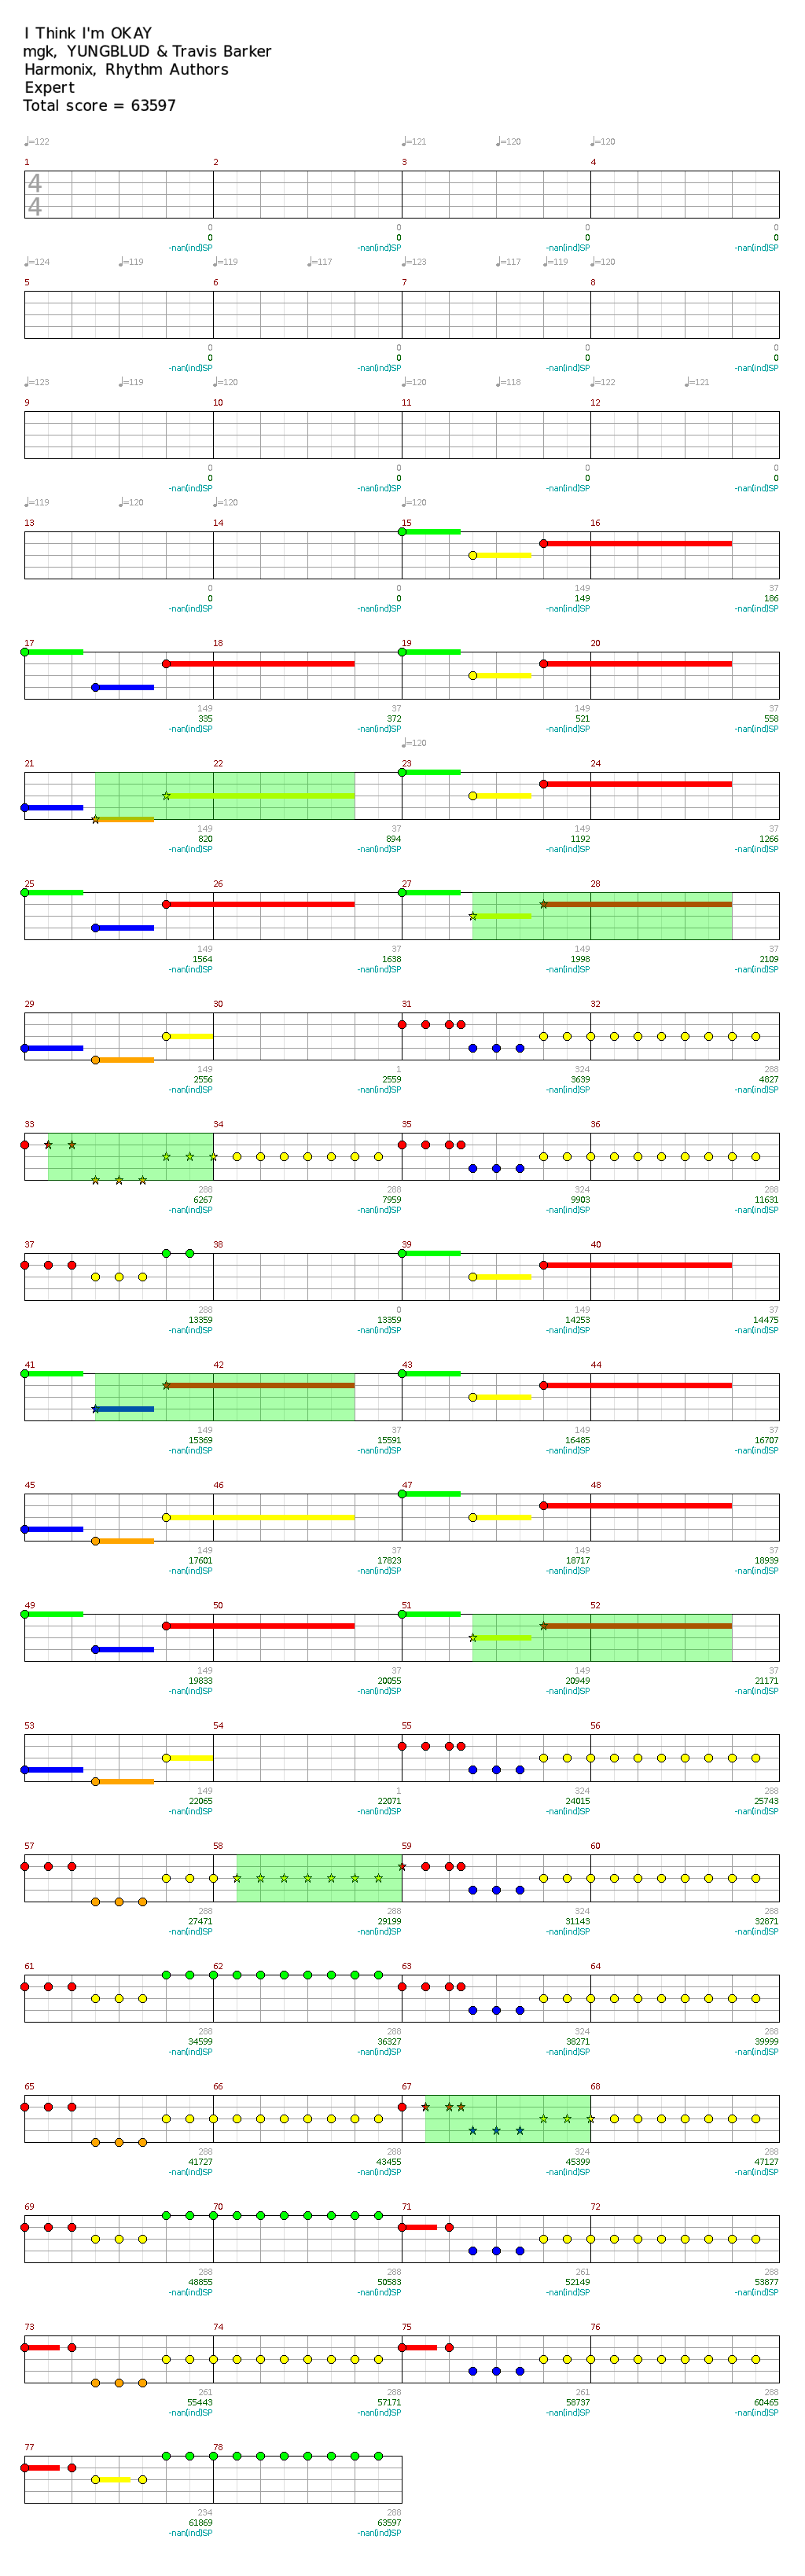 I Think I'm OKAY
mgk, YUNGBLUD & Travis Barker
Harmonix, Rhythm Authors
Expert
Total score = 63597
♩=122 ♩=121 ♩=120 ♩=120
1 2 3 4
4
4
0 0 0 0
0 0 0 0
-nan(ind)SP -nan(ind)SP -nan(ind)SP -nan(ind)SP
♩=124 ♩=119 ♩=119 ♩=117 ♩=123 ♩=117 ♩=119 ♩=120
5 6 7 8
0 0 0 0
0 0 0 0
-nan(ind)SP -nan(ind)SP -nan(ind)SP -nan(ind)SP
♩=123 ♩=119 ♩=120 ♩=120 ♩=118 ♩=122 ♩=121
9 10 11 12
0 0 0 0
0 0 0 0
-nan(ind)SP -nan(ind)SP -nan(ind)SP -nan(ind)SP
♩=119 ♩=120 ♩=120 ♩=120
13 14 15 16
0 0 149 37
0 0 149 186
-nan(ind)SP -nan(ind)SP -nan(ind)SP -nan(ind)SP
17 18 19 20
149 37 149 37
335 372 521 558
-nan(ind)SP -nan(ind)SP -nan(ind)SP -nan(ind)SP
♩=120
21 22 23 24
149 37 149 37
820 894 1192 1266
-nan(ind)SP -nan(ind)SP -nan(ind)SP -nan(ind)SP
25 26 27 28
149 37 149 37
1564 1638 1998 2109
-nan(ind)SP -nan(ind)SP -nan(ind)SP -nan(ind)SP
29 30 31 32
149 1 324 288
2556 2559 3639 4827
-nan(ind)SP -nan(ind)SP -nan(ind)SP -nan(ind)SP
33 34 35 36
288 288 324 288
6267 7959 9903 11631
-nan(ind)SP -nan(ind)SP -nan(ind)SP -nan(ind)SP
37 38 39 40
288 0 149 37
13359 13359 14253 14475
-nan(ind)SP -nan(ind)SP -nan(ind)SP -nan(ind)SP
41 42 43 44
149 37 149 37
15369 15591 16485 16707
-nan(ind)SP -nan(ind)SP -nan(ind)SP -nan(ind)SP
45 46 47 48
149 37 149 37
17601 17823 18717 18939
-nan(ind)SP -nan(ind)SP -nan(ind)SP -nan(ind)SP
49 50 51 52
149 37 149 37
19833 20055 20949 21171
-nan(ind)SP -nan(ind)SP -nan(ind)SP -nan(ind)SP
53 54 55 56
149 1 324 288
22065 22071 24015 25743
-nan(ind)SP -nan(ind)SP -nan(ind)SP -nan(ind)SP
57 58 59 60
288 288 324 288
27471 29199 31143 32871
-nan(ind)SP -nan(ind)SP -nan(ind)SP -nan(ind)SP
61 62 63 64
288 288 324 288
34599 36327 38271 39999
-nan(ind)SP -nan(ind)SP -nan(ind)SP -nan(ind)SP
65 66 67 68
288 288 324 288
41727 43455 45399 47127
-nan(ind)SP -nan(ind)SP -nan(ind)SP -nan(ind)SP
69 70 71 72
288 288 261 288
48855 50583 52149 53877
-nan(ind)SP -nan(ind)SP -nan(ind)SP -nan(ind)SP
73 74 75 76
261 288 261 288
55443 57171 58737 60465
-nan(ind)SP -nan(ind)SP -nan(ind)SP -nan(ind)SP
77 78
234 288
61869 63597
-nan(ind)SP -nan(ind)SP